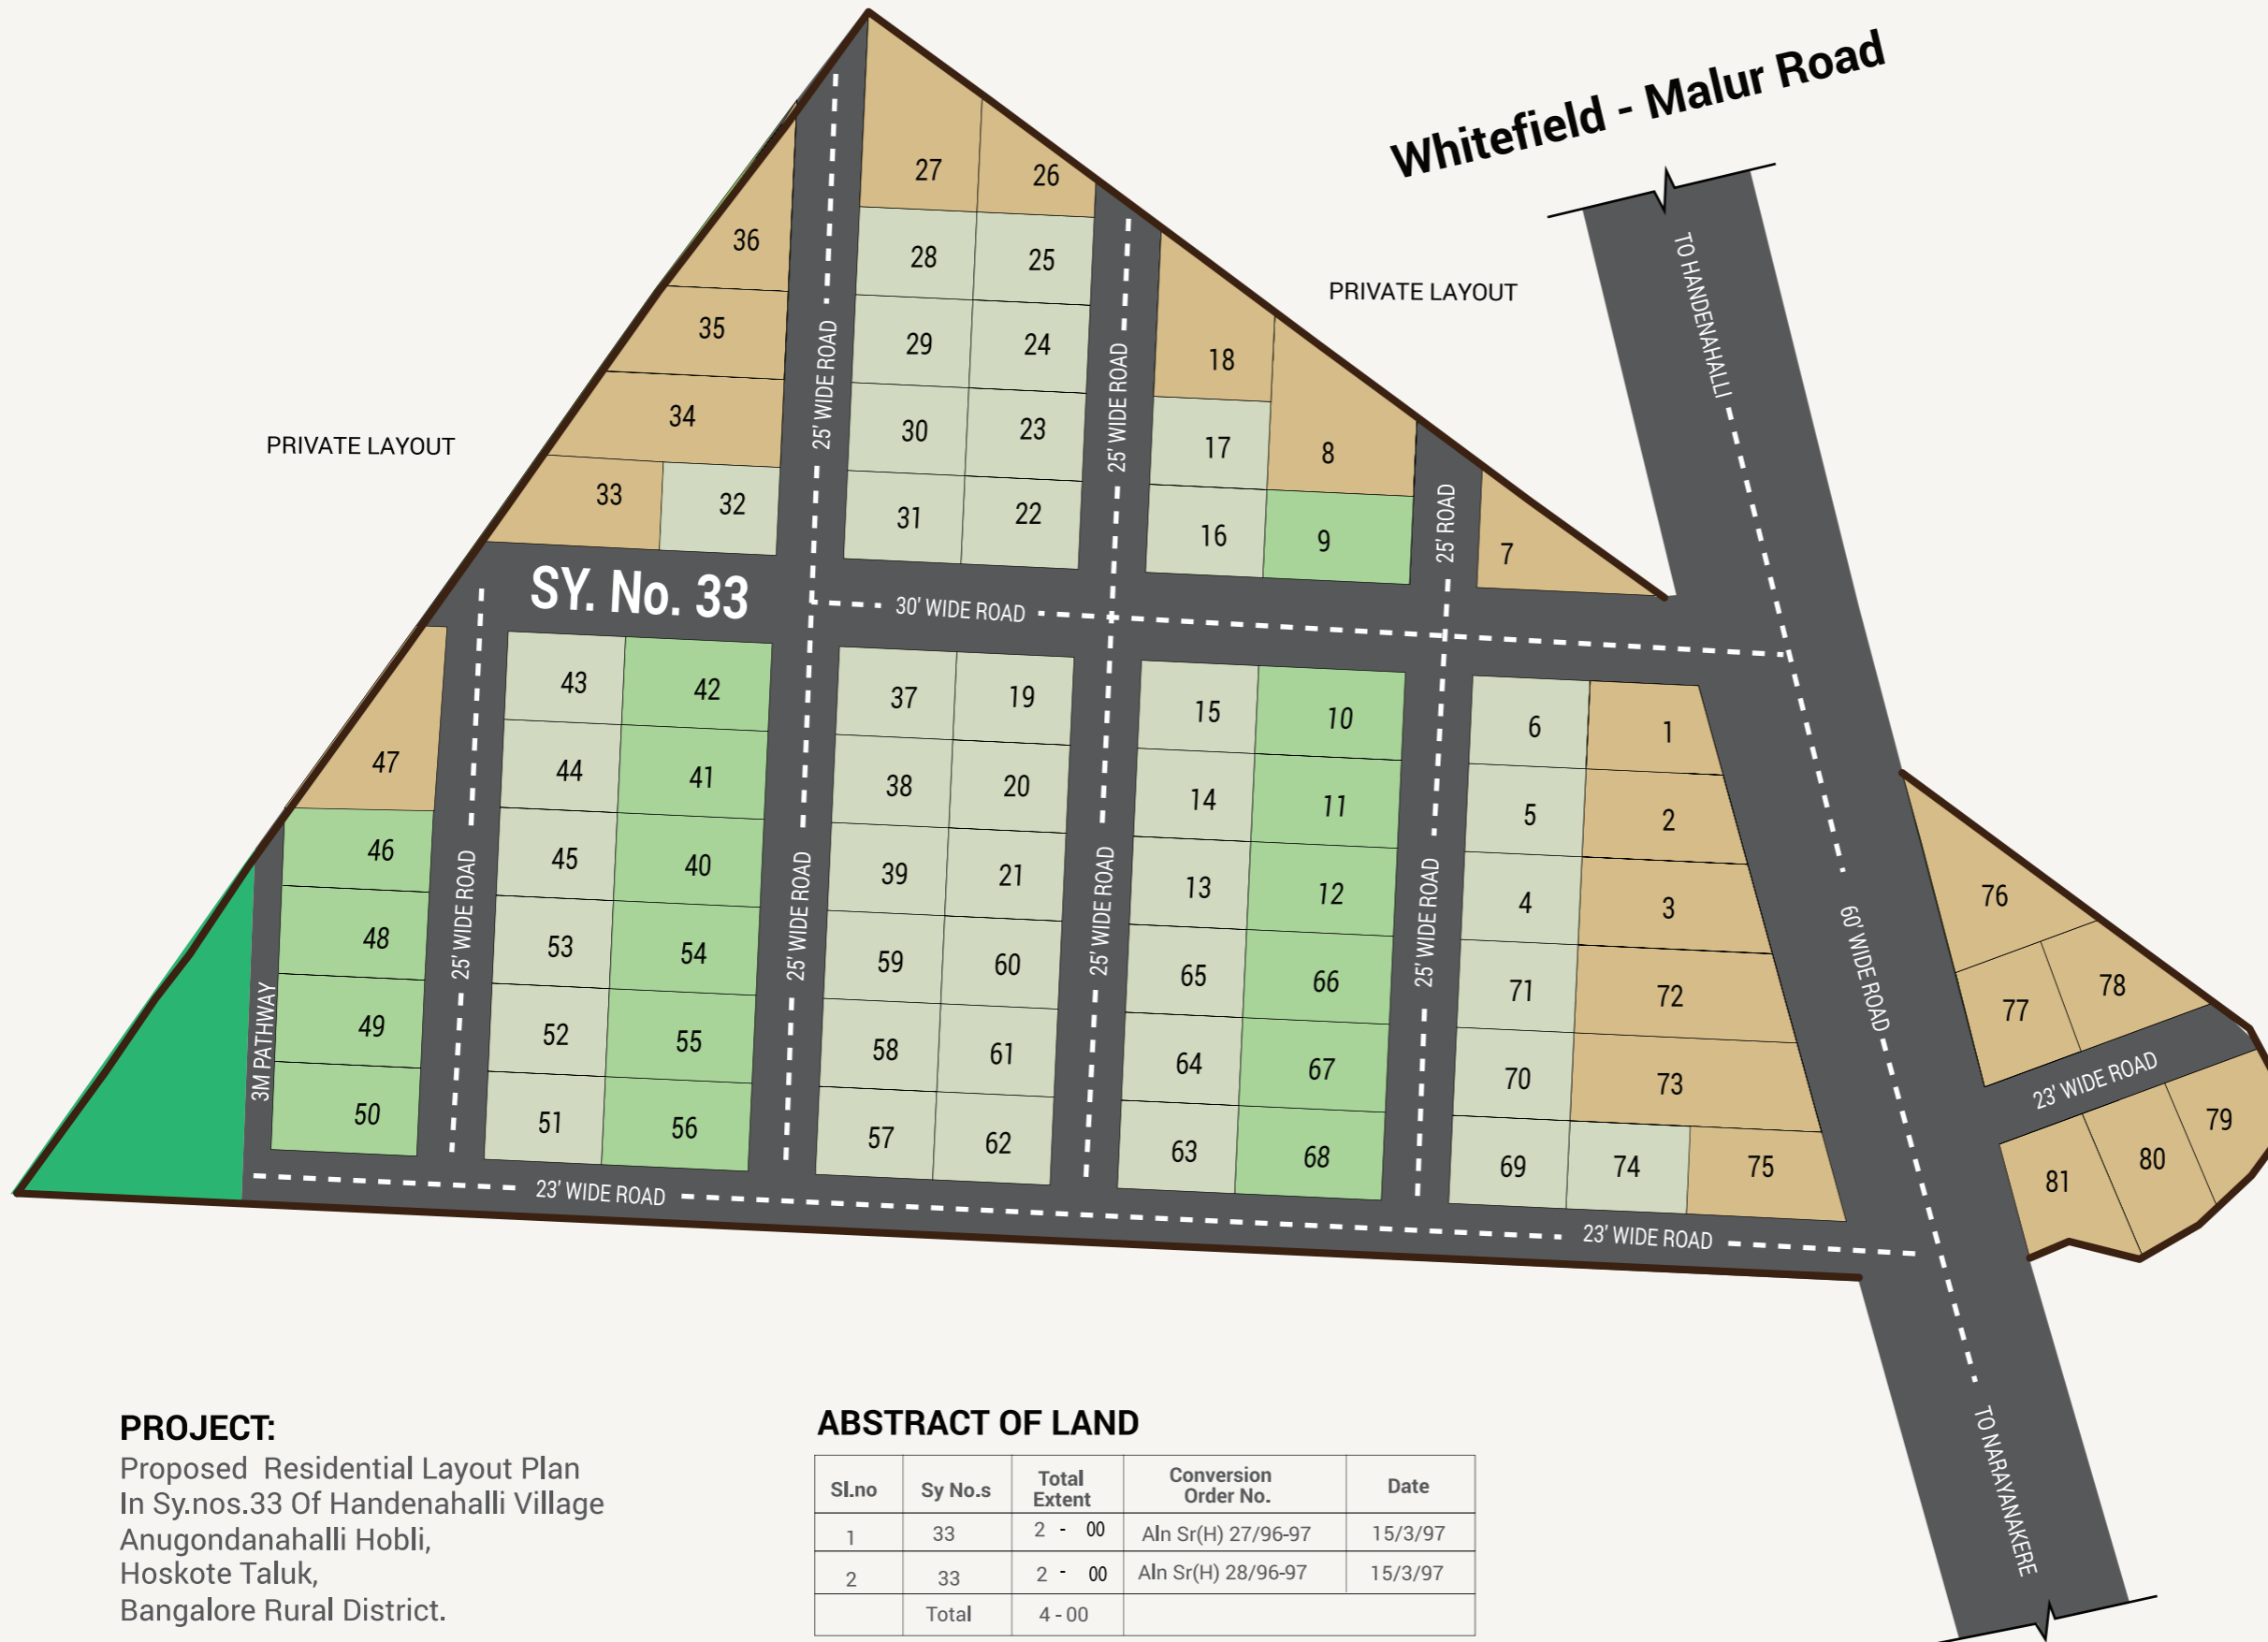 Whitefield - Malur Road
TO HANDENAHALLI
PRIVATE LAYOUT
PRIVATE LAYOUT
27
26
36
28
25
35
29
24
18
34
30
23
17
8
33
32
31
22
16
9
7
25' WIDE ROAD
25' WIDE ROAD
25' ROAD
SY. No. 33
30' WIDE ROAD
43
42
37
19
15
10
6
1
47
44
41
38
20
14
11
5
2
46
45
40
39
21
13
12
4
3
48
53
54
59
60
65
66
71
72
49
52
55
58
61
64
67
70
73
50
51
56
57
62
63
68
69
74
75
3M PATHWAY
25' WIDE ROAD
25' WIDE ROAD
25' WIDE ROAD
25' WIDE ROAD
60' WIDE ROAD
76
77
78
23' WIDE ROAD
79
80
81
23' WIDE ROAD
23' WIDE ROAD
TO NARAYANAKERE
PROJECT:
Proposed Residential Layout Plan
In Sy.nos.33 Of Handenahalli Village
Anugondanahalli Hobli,
Hoskote Taluk,
Bangalore Rural District.
ABSTRACT OF LAND
Sl.no Sy No.s Total Extent Conversion Order No. Date
1 33 2 - 00 Aln Sr(H) 27/96-97 15/3/97
2 33 2 - 00 Aln Sr(H) 28/96-97 15/3/97
Total 4 - 00